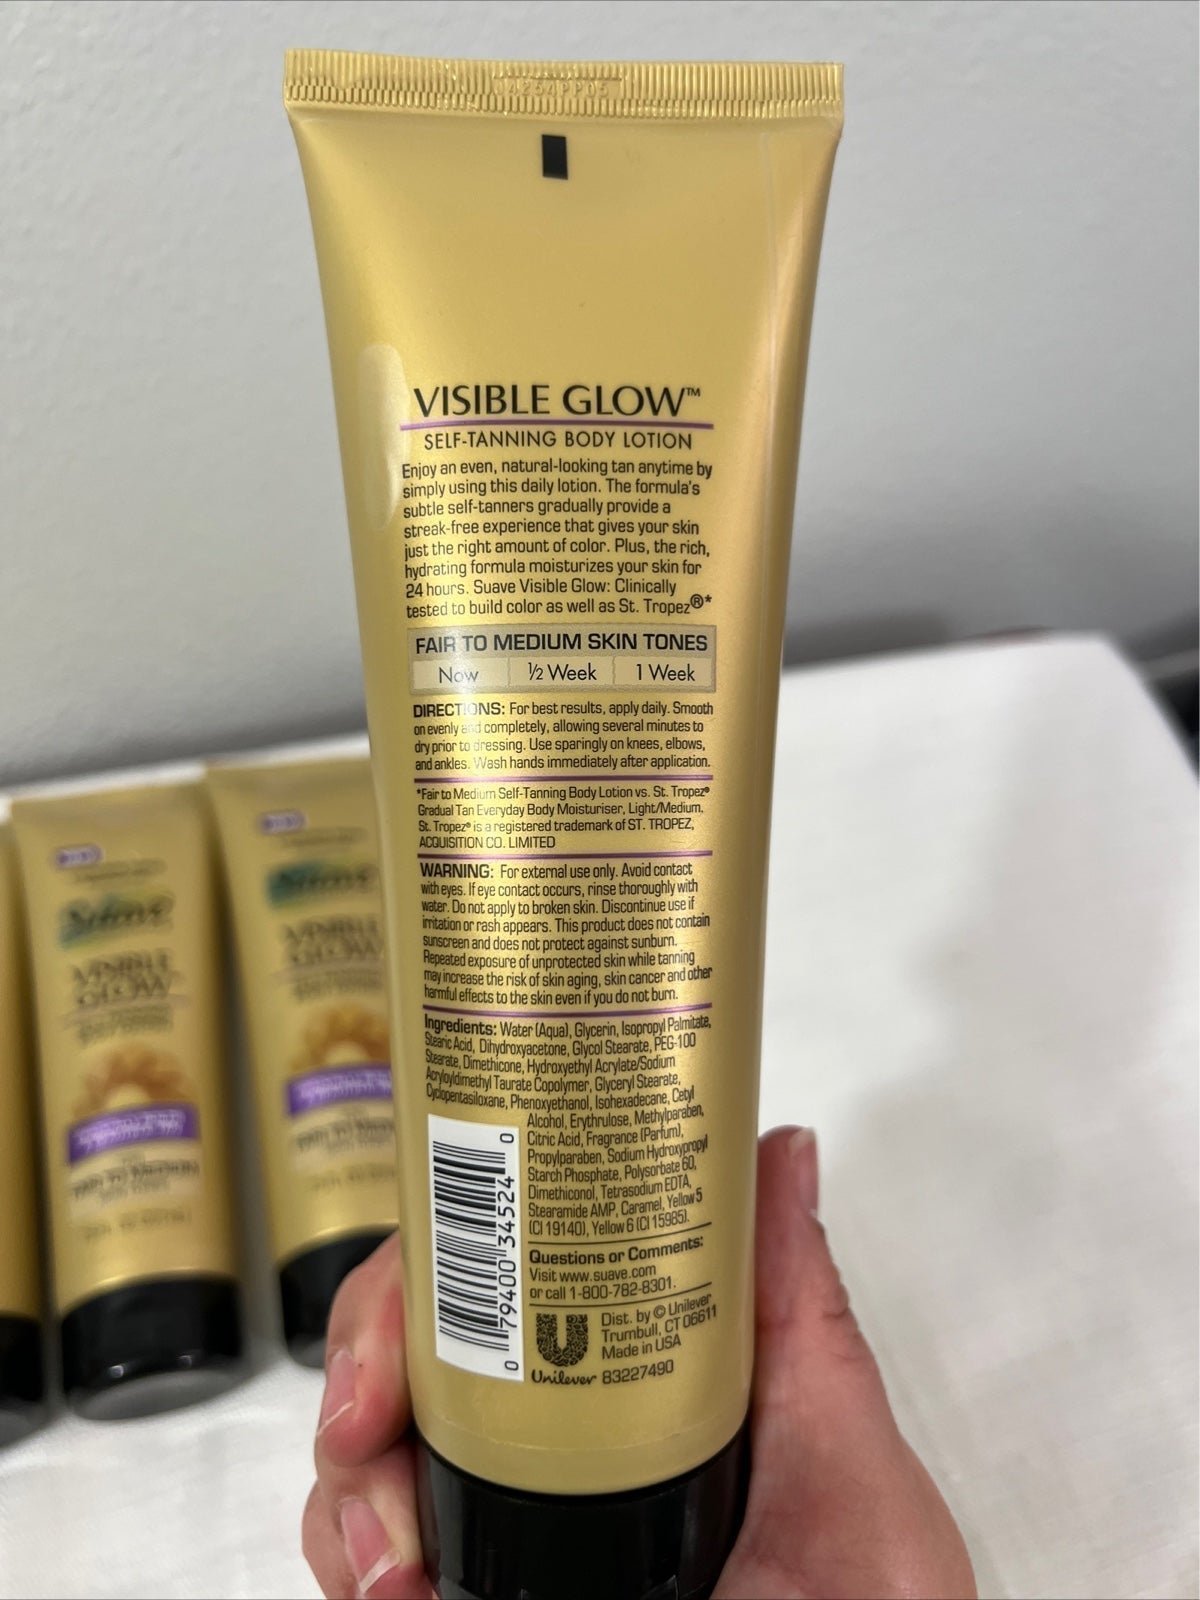 04254PP05
VISIBLE GLOW™
SELF-TANNING BODY LOTION
Enjoy an even, natural-looking tan anytime by
simply using this daily lotion. The formula's
subtle self-tanners gradually provide a
streak-free experience that gives your skin
just the right amount of color. Plus, the rich,
hydrating formula moisturizes your skin for
24 hours. Suave Visible Glow: Clinically
tested to build color as well as St. Tropez®*
FAIR TO MEDIUM SKIN TONES
Now ½ Week 1 Week
DIRECTIONS: For best results, apply daily. Smooth
on evenly and completely, allowing several minutes to
dry prior to dressing. Use sparingly on knees, elbows,
and ankles. Wash hands immediately after application.
*Fair to Medium Self-Tanning Body Lotion vs. St. Tropez®
Gradual Tan Everyday Body Moisturiser, Light/Medium.
St. Tropez® is a registered trademark of ST. TROPEZ,
ACQUISITION CO. LIMITED
WARNING: For external use only. Avoid contact
with eyes. If eye contact occurs, rinse thoroughly with
water. Do not apply to broken skin. Discontinue use if
irritation or rash appears. This product does not contain
sunscreen and does not protect against sunburn.
Repeated exposure of unprotected skin while tanning
may increase the risk of skin aging, skin cancer and other
harmful effects to the skin even if you do not burn.
Ingredients: Water (Aqua), Glycerin, Isopropyl Palmitate,
Stearic Acid, Dihydroxyacetone, Glycol Stearate, PEG-100
Stearate, Dimethicone, Hydroxyethyl Acrylate/Sodium
Acryloyldimethyl Taurate Copolymer, Glyceryl Stearate,
Cyclopentasiloxane, Phenoxyethanol, Isohexadecane, Cetyl
Alcohol, Erythrulose, Methylparaben,
Citric Acid, Fragrance (Parfum),
Propylparaben, Sodium Hydroxypropyl
Starch Phosphate, Polysorbate 60,
Dimethiconol, Tetrasodium EDTA,
Stearamide AMP, Caramel, Yellow 5
(CI 19140), Yellow 6 (CI 15985).
0 79400 34524 0
Questions or Comments:
Visit www.suave.com
or call 1-800-782-8301.
Dist. by © Unilever
Trumbull, CT 06611
Made in USA
Unilever 83227490
Suave
VISIBLE
GLOW
FAIR TO MEDIUM
Suave
VISIBLE
GLOW